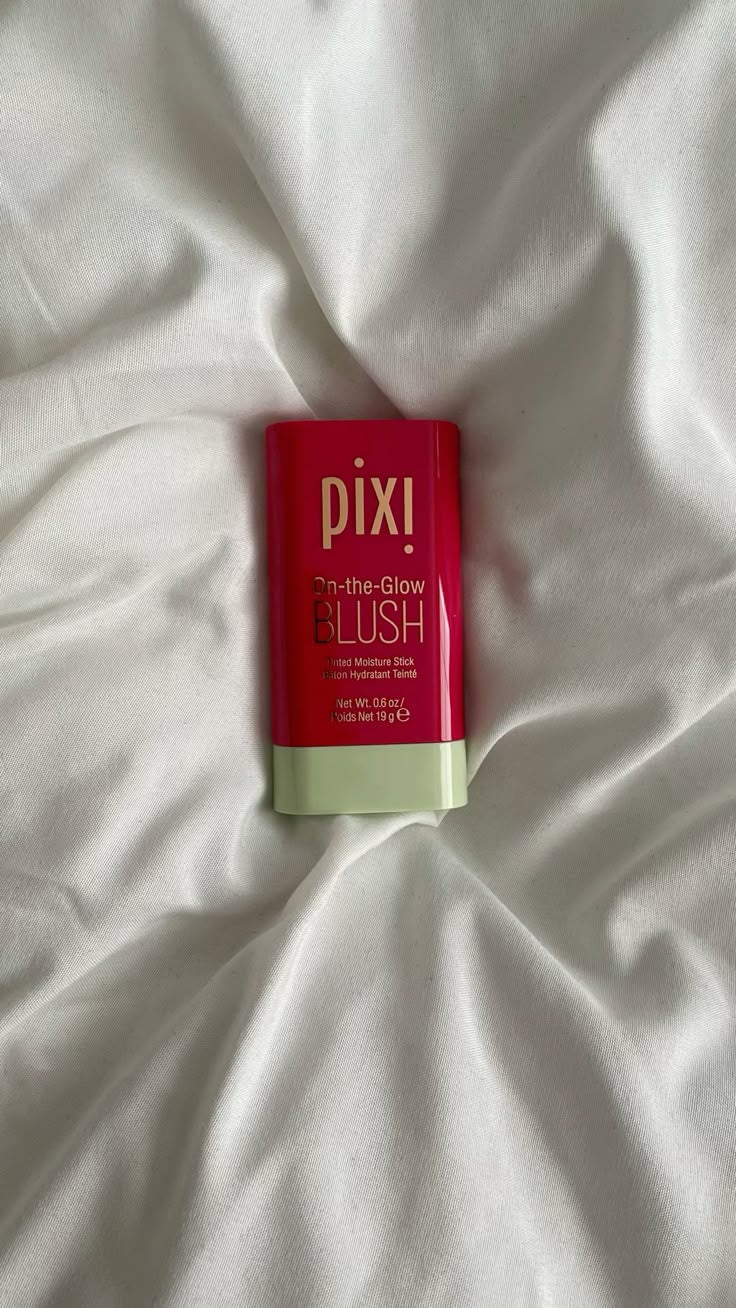 pixi
On-the-Glow
BLUSH
Tinted Moisture Stick
Bâton Hydratant Teinté
Net Wt. 0.6 oz/
Poids Net 19 g ℮